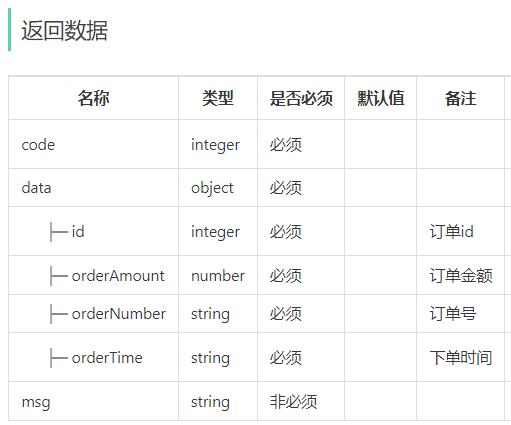 返回数据
名称 类型 是否必须 默认值 备注
code integer 必须
data object 必须
├─ id integer 必须 订单id
├─ orderAmount number 必须 订单金额
├─ orderNumber string 必须 订单号
├─ orderTime string 必须 下单时间
msg string 非必须